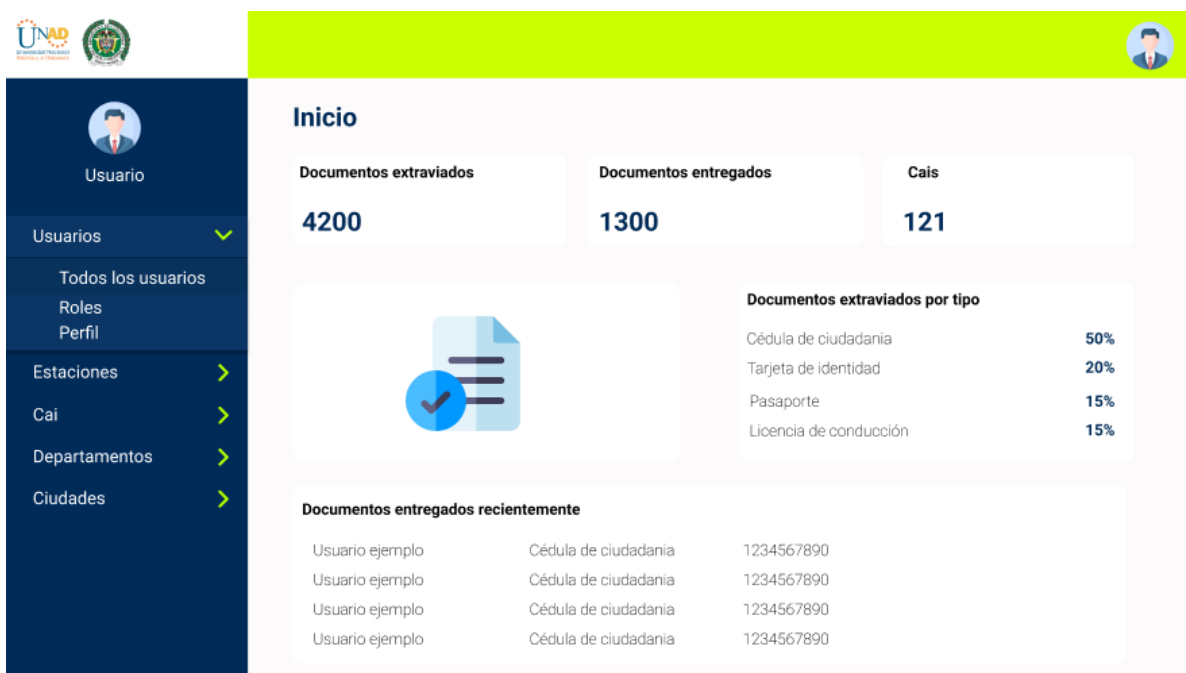 UNAD
Inicio
Usuario
Documentos extraviados
4200
Documentos entregados
1300
Cais
121
Usuarios
Todos los usuarios
Roles
Perfil
Estaciones
Cai
Departamentos
Ciudades
Documentos extraviados por tipo
Cédula de ciudadania 50%
Tarjeta de identidad 20%
Pasaporte 15%
Licencia de conducción 15%
Documentos entregados recientemente
Usuario ejemplo Cédula de ciudadania 1234567890
Usuario ejemplo Cédula de ciudadania 1234567890
Usuario ejemplo Cédula de ciudadania 1234567890
Usuario ejemplo Cédula de ciudadania 1234567890